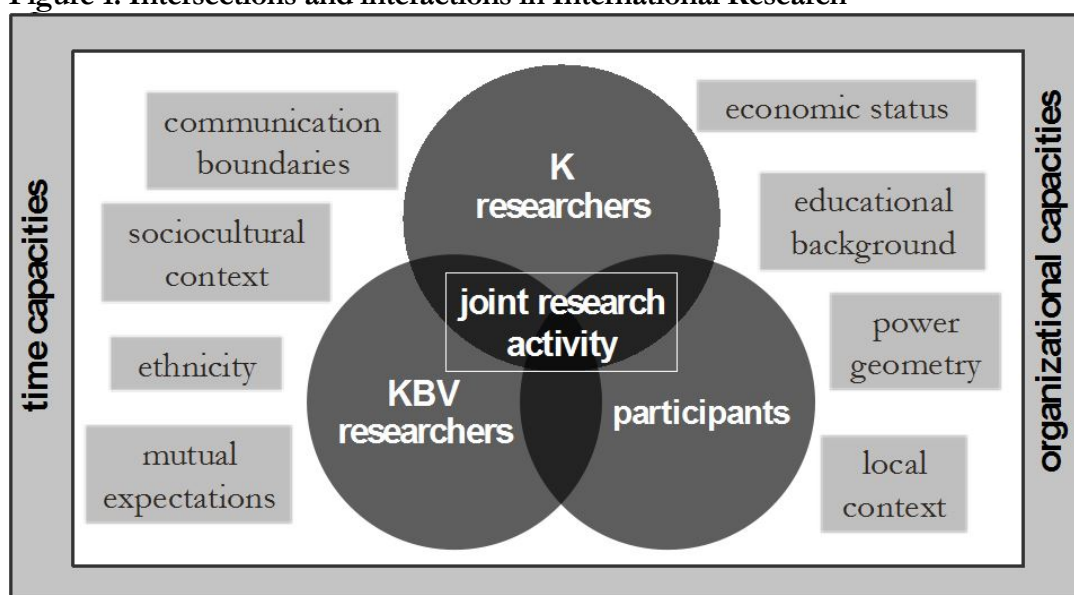 Figure 1. Intersections and interactions in International Research
time capacities
communication
boundaries
sociocultural
context
ethnicity
mutual
expectations
K
researchers
joint research
activity
KBV
researchers
participants
economic status
educational
background
power
geometry
local
context
organizational capacities